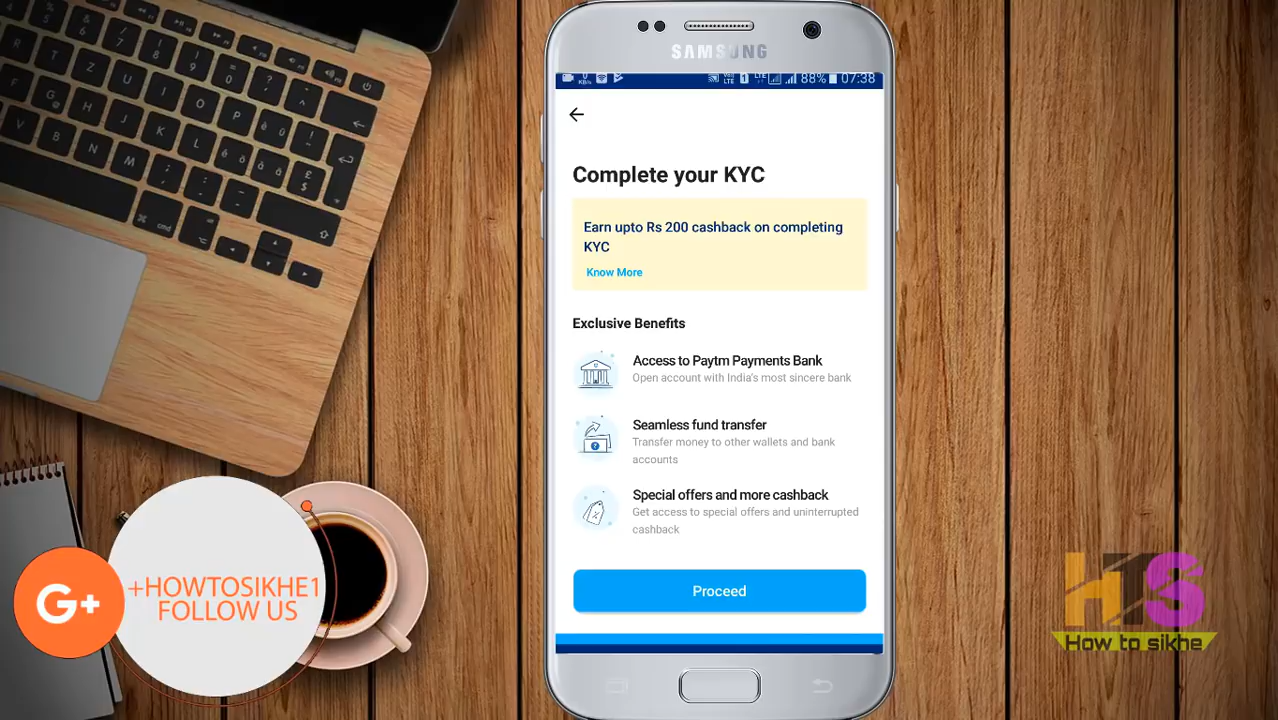 SAMSUNG
88% 07:38
Complete your KYC
Earn upto Rs 200 cashback on completing
KYC
Know More
Exclusive Benefits
Access to Paytm Payments Bank
Open account with India's most sincere bank
Seamless fund transfer
Transfer money to other wallets and bank
accounts
Special offers and more cashback
Get access to special offers and uninterrupted
cashback
Proceed
G+
+HOWTOSIKHE1
FOLLOW US
HTS
How to sikhe